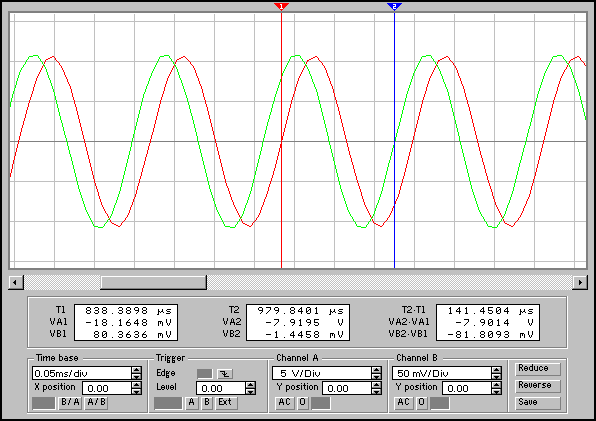 1 2
T1 838.3898 µs T2 979.8401 µs T2-T1 141.4504 µs
VA1 -18.1648 mV VA2 -7.9195 V VA2-VA1 -7.9014 V
VB1 80.3636 mV VB2 -1.4458 mV VB2-VB1 -81.8093 mV
Time base Trigger Channel A Channel B
0.05ms/div Edge 5 V/Div 50 mV/Div Reduce
X position 0.00 Level 0.00 Y position 0.00 Y position 0.00 Reverse
B/A A/B A B Ext AC 0 AC 0 Save